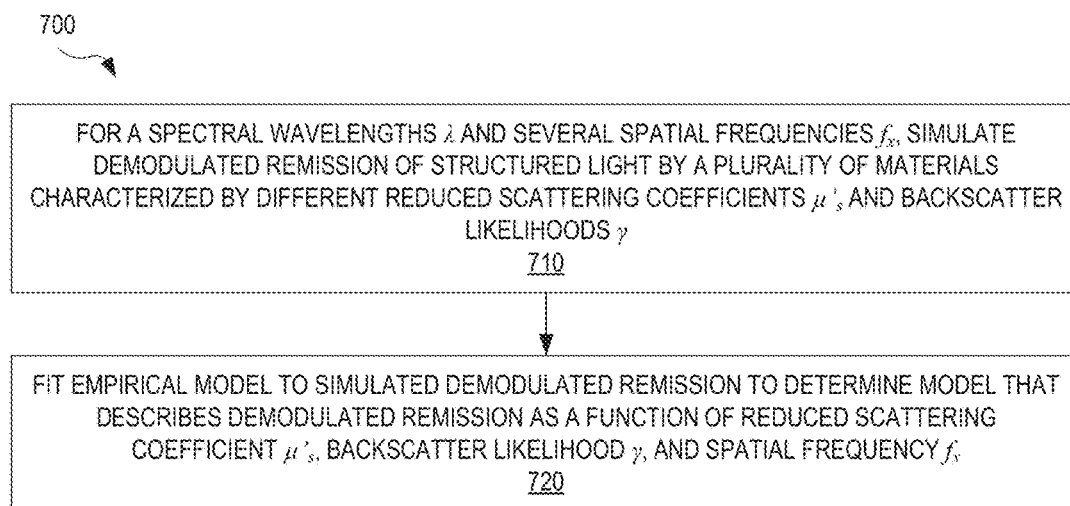 700
FOR A SPECTRAL WAVELENGTHS λ AND SEVERAL SPATIAL FREQUENCIES fₓ, SIMULATE
DEMODULATED REMISSION OF STRUCTURED LIGHT BY A PLURALITY OF MATERIALS
CHARACTERIZED BY DIFFERENT REDUCED SCATTERING COEFFICIENTS μ'ₛ AND BACKSCATTER
LIKELIHOODS γ
710
FIT EMPIRICAL MODEL TO SIMULATED DEMODULATED REMISSION TO DETERMINE MODEL THAT
DESCRIBES DEMODULATED REMISSION AS A FUNCTION OF REDUCED SCATTERING
COEFFICIENT μ'ₛ, BACKSCATTER LIKELIHOOD γ, AND SPATIAL FREQUENCY fₓ
720